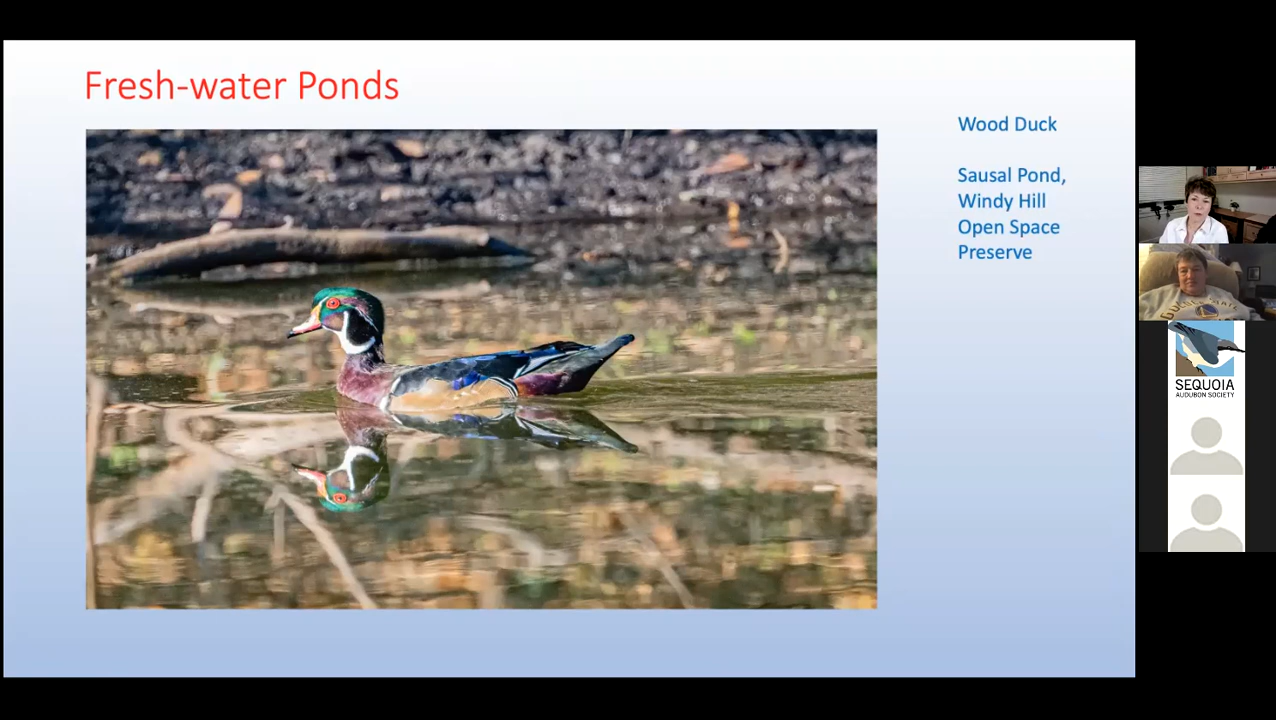 Fresh-water Ponds
Wood Duck
Sausal Pond,
Windy Hill
Open Space
Preserve
SEQUOIA
AUDUBON SOCIETY